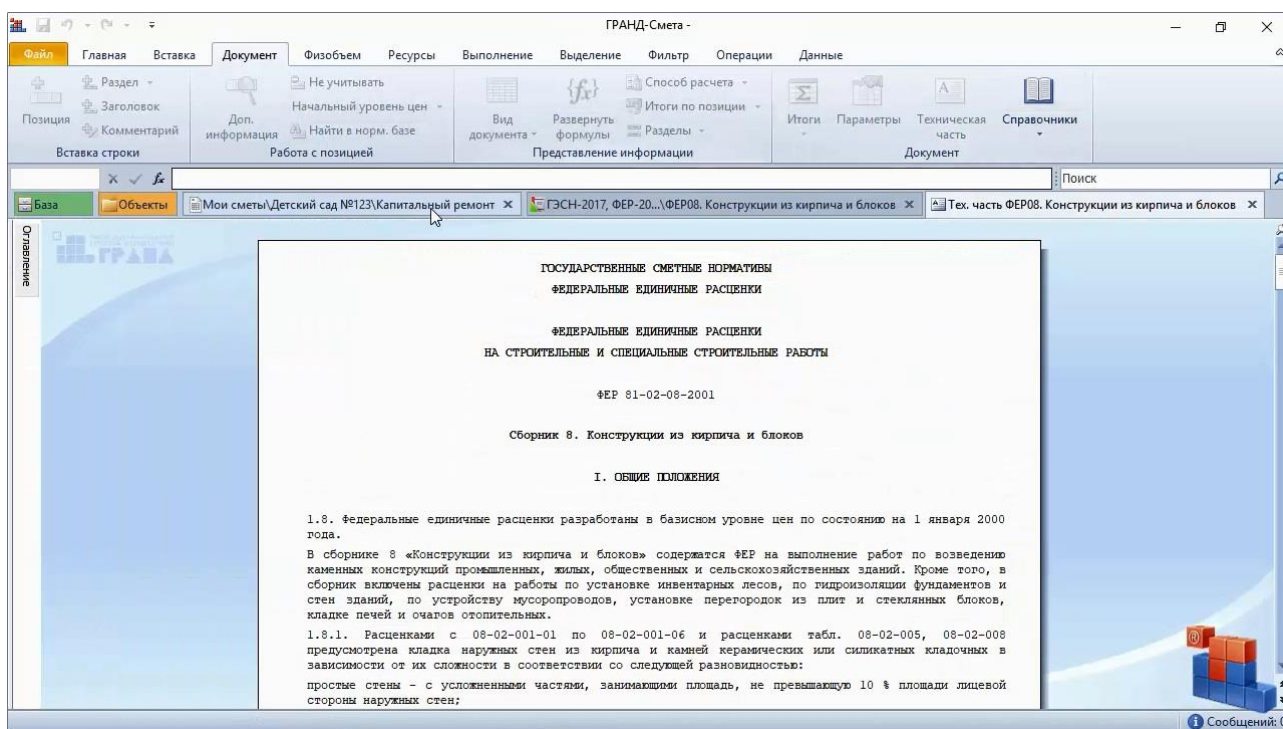 ГРАНД-Смета -
Файл Главная Вставка Документ Физобъем Ресурсы Выполнение Выделение Фильтр Операции Данные
Позиция
Раздел
Заголовок
Комментарий
Вставка строки
Доп. информация
Не учитывать
Начальный уровень цен
Найти в норм. базе
Работа с позицией
Вид документа
Развернуть формулы
Способ расчета
Итоги по позиции
Разделы
Представление информации
Итоги
Параметры
Техническая часть
Справочники
Документ
fx
Поиск
База Объекты Мои сметы\Детский сад №123\Капитальный ремонт ГЭСН-2017, ФЕР-20...\ФЕР08. Конструкции из кирпича и блоков Тех. часть ФЕР08. Конструкции из кирпича и блоков
Оглавление
ГРАНД
ГОСУДАРСТВЕННЫЕ СМЕТНЫЕ НОРМАТИВЫ
ФЕДЕРАЛЬНЫЕ ЕДИНИЧНЫЕ РАСЦЕНКИ
ФЕДЕРАЛЬНЫЕ ЕДИНИЧНЫЕ РАСЦЕНКИ
НА СТРОИТЕЛЬНЫЕ И СПЕЦИАЛЬНЫЕ СТРОИТЕЛЬНЫЕ РАБОТЫ
ФЕР 81-02-08-2001
Сборник 8. Конструкции из кирпича и блоков
I. ОБЩИЕ ПОЛОЖЕНИЯ
1.8. Федеральные единичные расценки разработаны в базисном уровне цен по состоянию на 1 января 2000
года.
В сборнике 8 «Конструкции из кирпича и блоков» содержатся ФЕР на выполнение работ по возведению
каменных конструкций промышленных, жилых, общественных и сельскохозяйственных зданий. Кроме того, в
сборник включены расценки на работы по установке инвентарных лесов, по гидроизоляции фундаментов и
стен зданий, по устройству мусоропроводов, установке перегородок из плит и стеклянных блоков,
кладке печей и очагов отопительных.
1.8.1. Расценками с 08-02-001-01 по 08-02-001-06 и расценками табл. 08-02-005, 08-02-008
предусмотрена кладка наружных стен из кирпича и камней керамических или силикатных кладочных в
зависимости от их сложности в соответствии со следующей разновидностью:
простые стены - с усложненными частями, занимающими площадь, не превышающую 10 % площади лицевой
стороны наружных стен;
Сообщений: 0